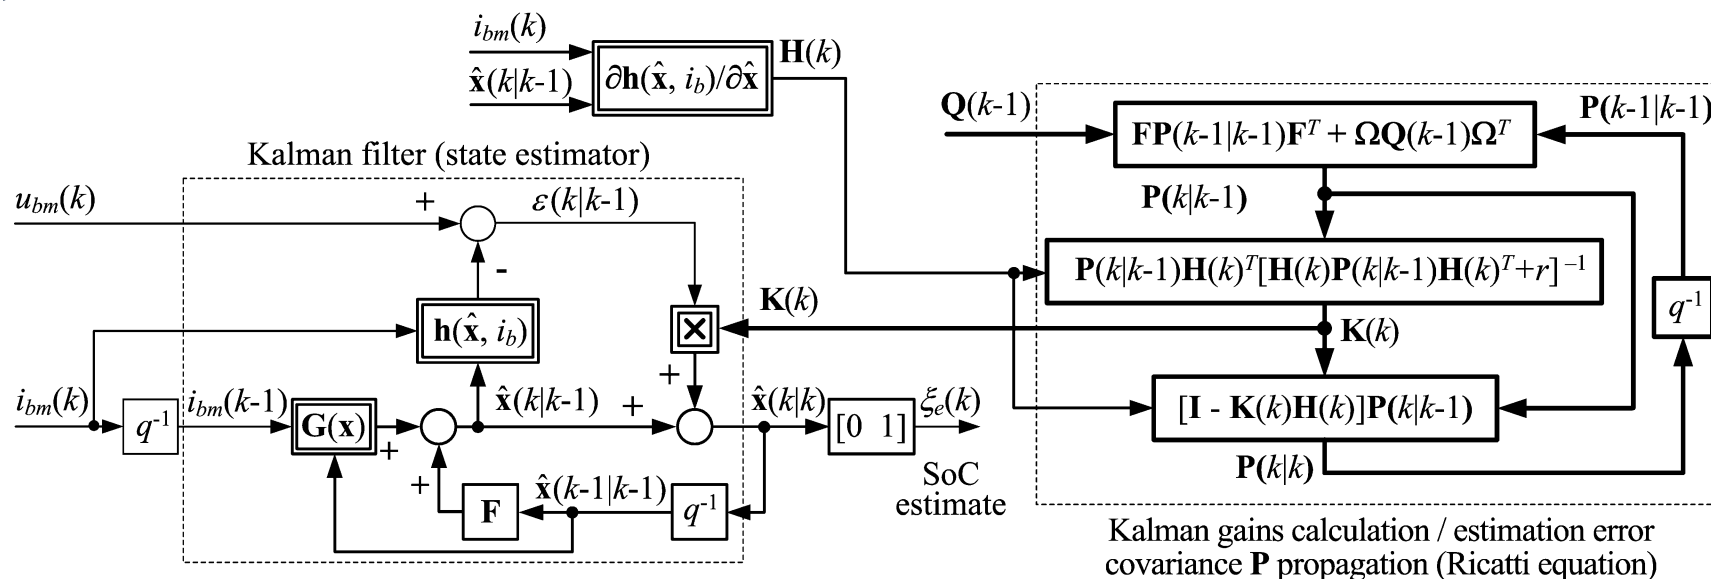 i_bm(k)
x̂(k|k-1)
∂h(x̂, i_b)/∂x̂
H(k)
Kalman filter (state estimator)
u_bm(k)
+
ε(k|k-1)
-
h(x̂, i_b)
×
K(k)
+
i_bm(k)
q⁻¹
i_bm(k-1)
G(x)
+
x̂(k|k-1)
+
x̂(k|k)
[0 1]
ξ_e(k)
SoC
estimate
+
F
x̂(k-1|k-1)
q⁻¹
Q(k-1)
P(k-1|k-1)
FP(k-1|k-1)Fᵀ + ΩQ(k-1)Ωᵀ
P(k|k-1)
P(k|k-1)H(k)ᵀ[H(k)P(k|k-1)H(k)ᵀ+r]⁻¹
q⁻¹
K(k)
[I - K(k)H(k)]P(k|k-1)
P(k|k)
Kalman gains calculation / estimation error
covariance P propagation (Ricatti equation)